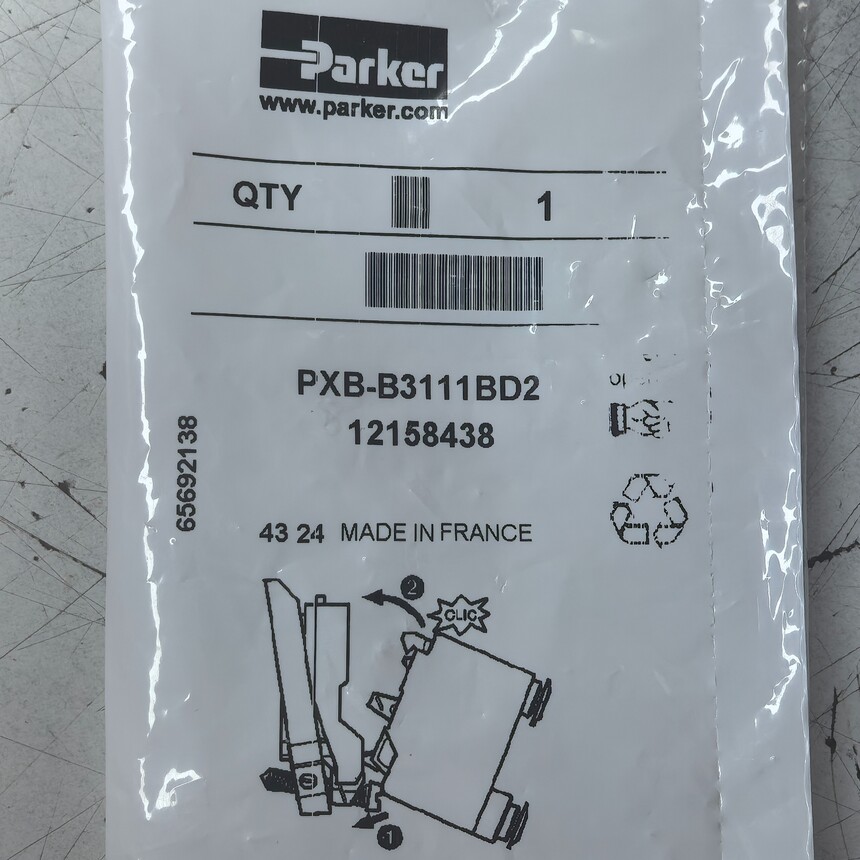 Parker
www.parker.com
QTY 1
PXB-B3111BD2
12158438
65692138
43 24 MADE IN FRANCE
2
CLIC
1